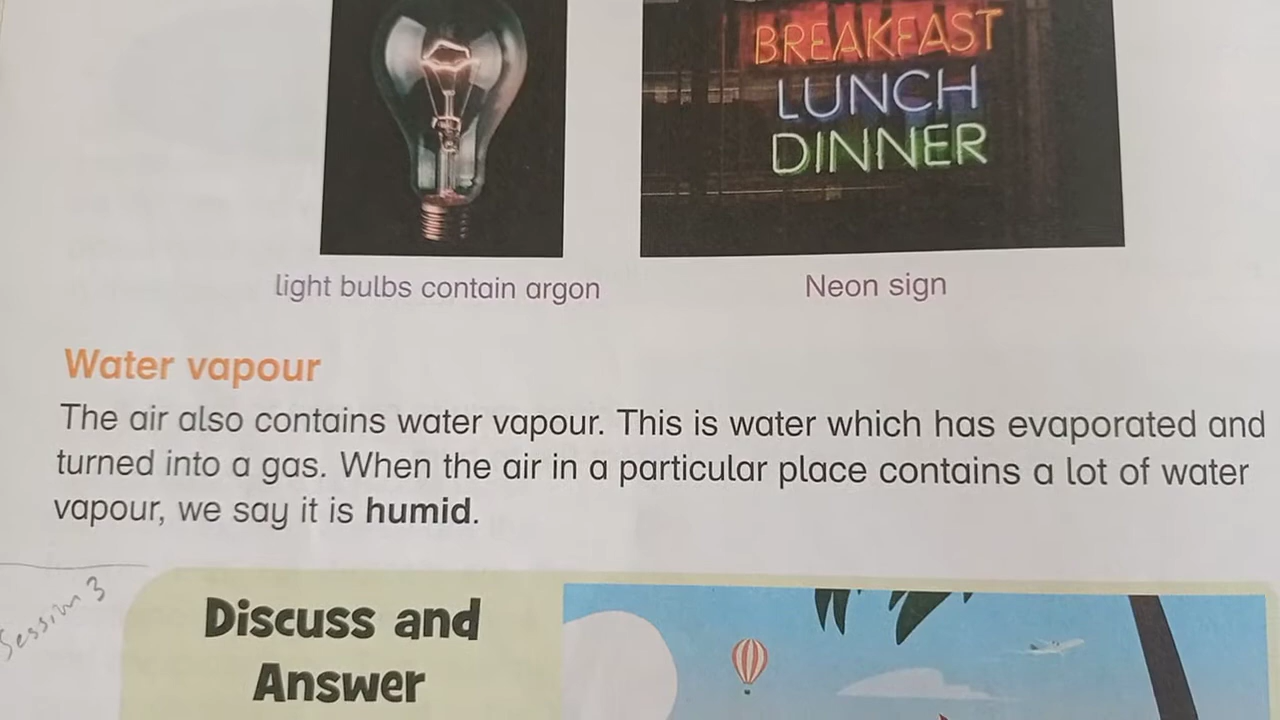 BREAKFAST
LUNCH
DINNER
light bulbs contain argon
Neon sign
Water vapour
The air also contains water vapour. This is water which has evaporated and
turned into a gas. When the air in a particular place contains a lot of water
vapour, we say it is humid.
Session 3
Discuss and
Answer